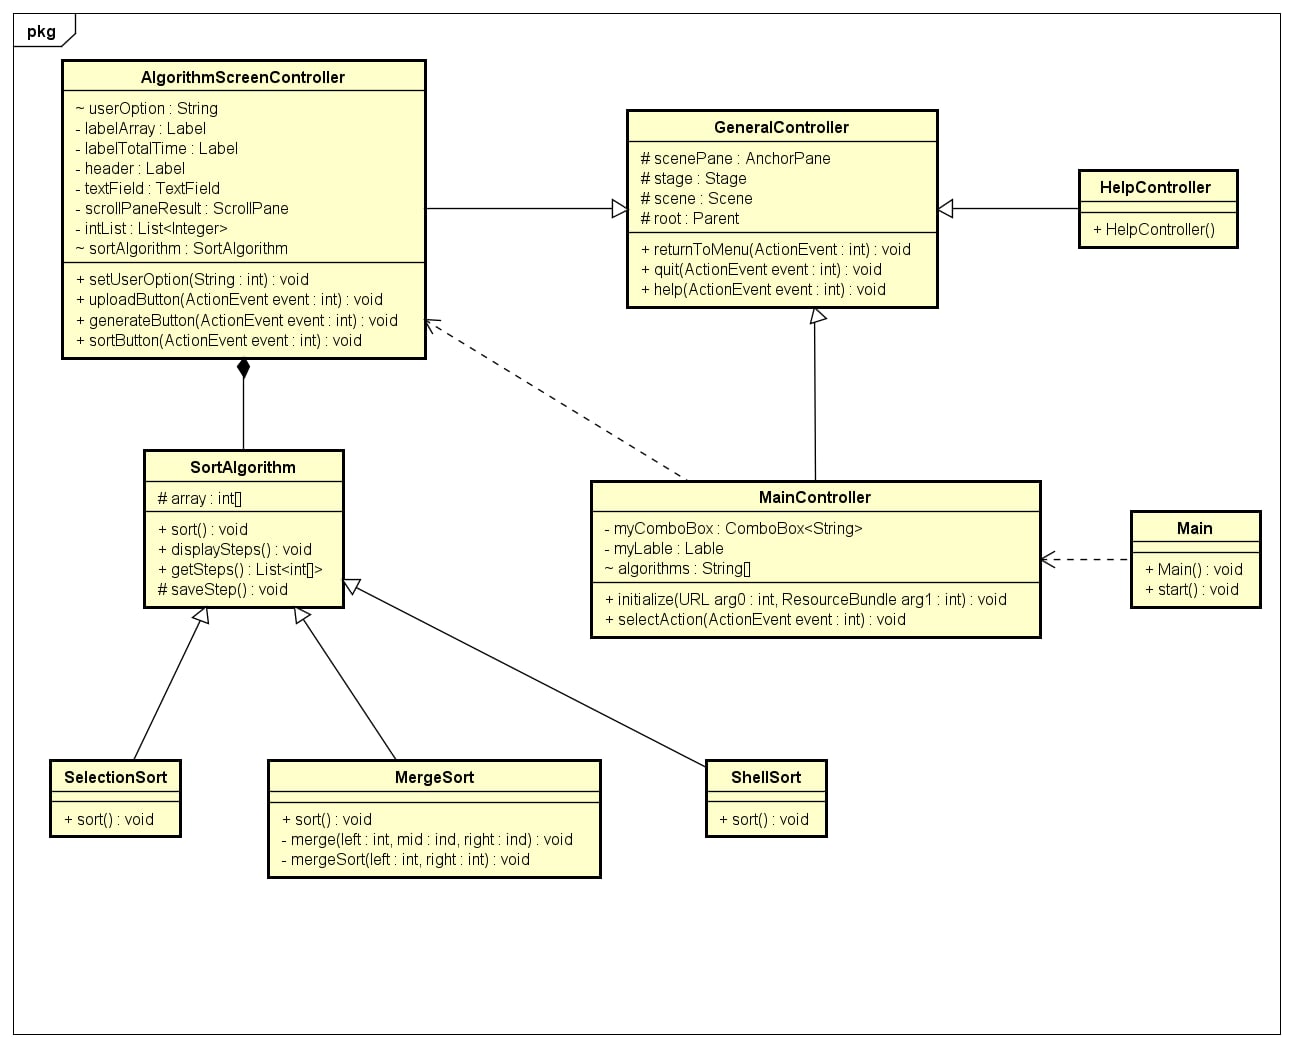 pkg
AlgorithmScreenController
~ userOption : String
- labelArray : Label
- labelTotalTime : Label
- header : Label
- textField : TextField
- scrollPaneResult : ScrollPane
- intList : List<Integer>
~ sortAlgorithm : SortAlgorithm
+ setUserOption(String : int) : void
+ uploadButton(ActionEvent event : int) : void
+ generateButton(ActionEvent event : int) : void
+ sortButton(ActionEvent event : int) : void
GeneralController
# scenePane : AnchorPane
# stage : Stage
# scene : Scene
# root : Parent
+ returnToMenu(ActionEvent : int) : void
+ quit(ActionEvent event : int) : void
+ help(ActionEvent event : int) : void
HelpController
+ HelpController()
SortAlgorithm
# array : int[]
+ sort() : void
+ displaySteps() : void
+ getSteps() : List<int[]>
# saveStep() : void
MainController
- myComboBox : ComboBox<String>
- myLable : Lable
~ algorithms : String[]
+ initialize(URL arg0 : int, ResourceBundle arg1 : int) : void
+ selectAction(ActionEvent event : int) : void
Main
+ Main() : void
+ start() : void
SelectionSort
+ sort() : void
MergeSort
+ sort() : void
- merge(left : int, mid : ind, right : ind) : void
- mergeSort(left : int, right : int) : void
ShellSort
+ sort() : void